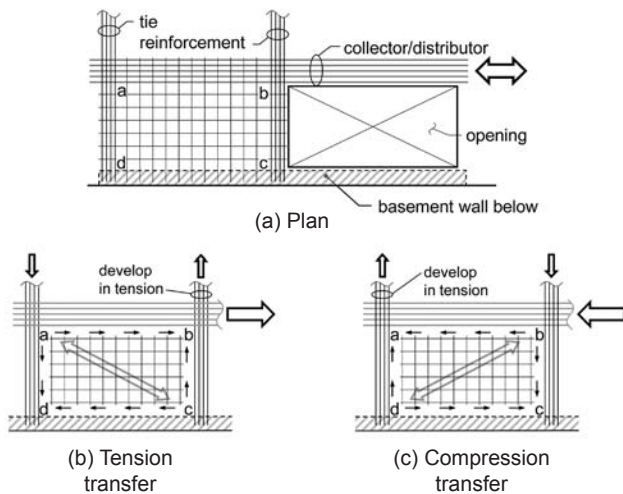 tie
reinforcement
collector/distributor
a
b
opening
d
c
basement wall below
(a) Plan
develop
in tension
a
b
d
c
(b) Tension
transfer
develop
in tension
a
b
d
c
(c) Compression
transfer